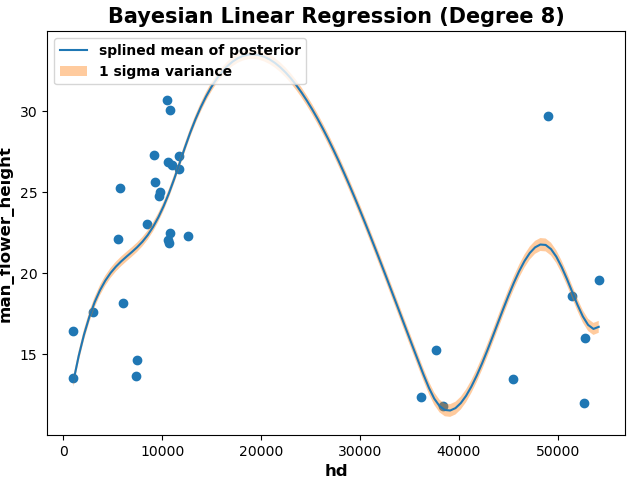 Bayesian Linear Regression (Degree 8)
splined mean of posterior
1 sigma variance
man_flower_height
30
25
20
15
0 10000 20000 30000 40000 50000
hd